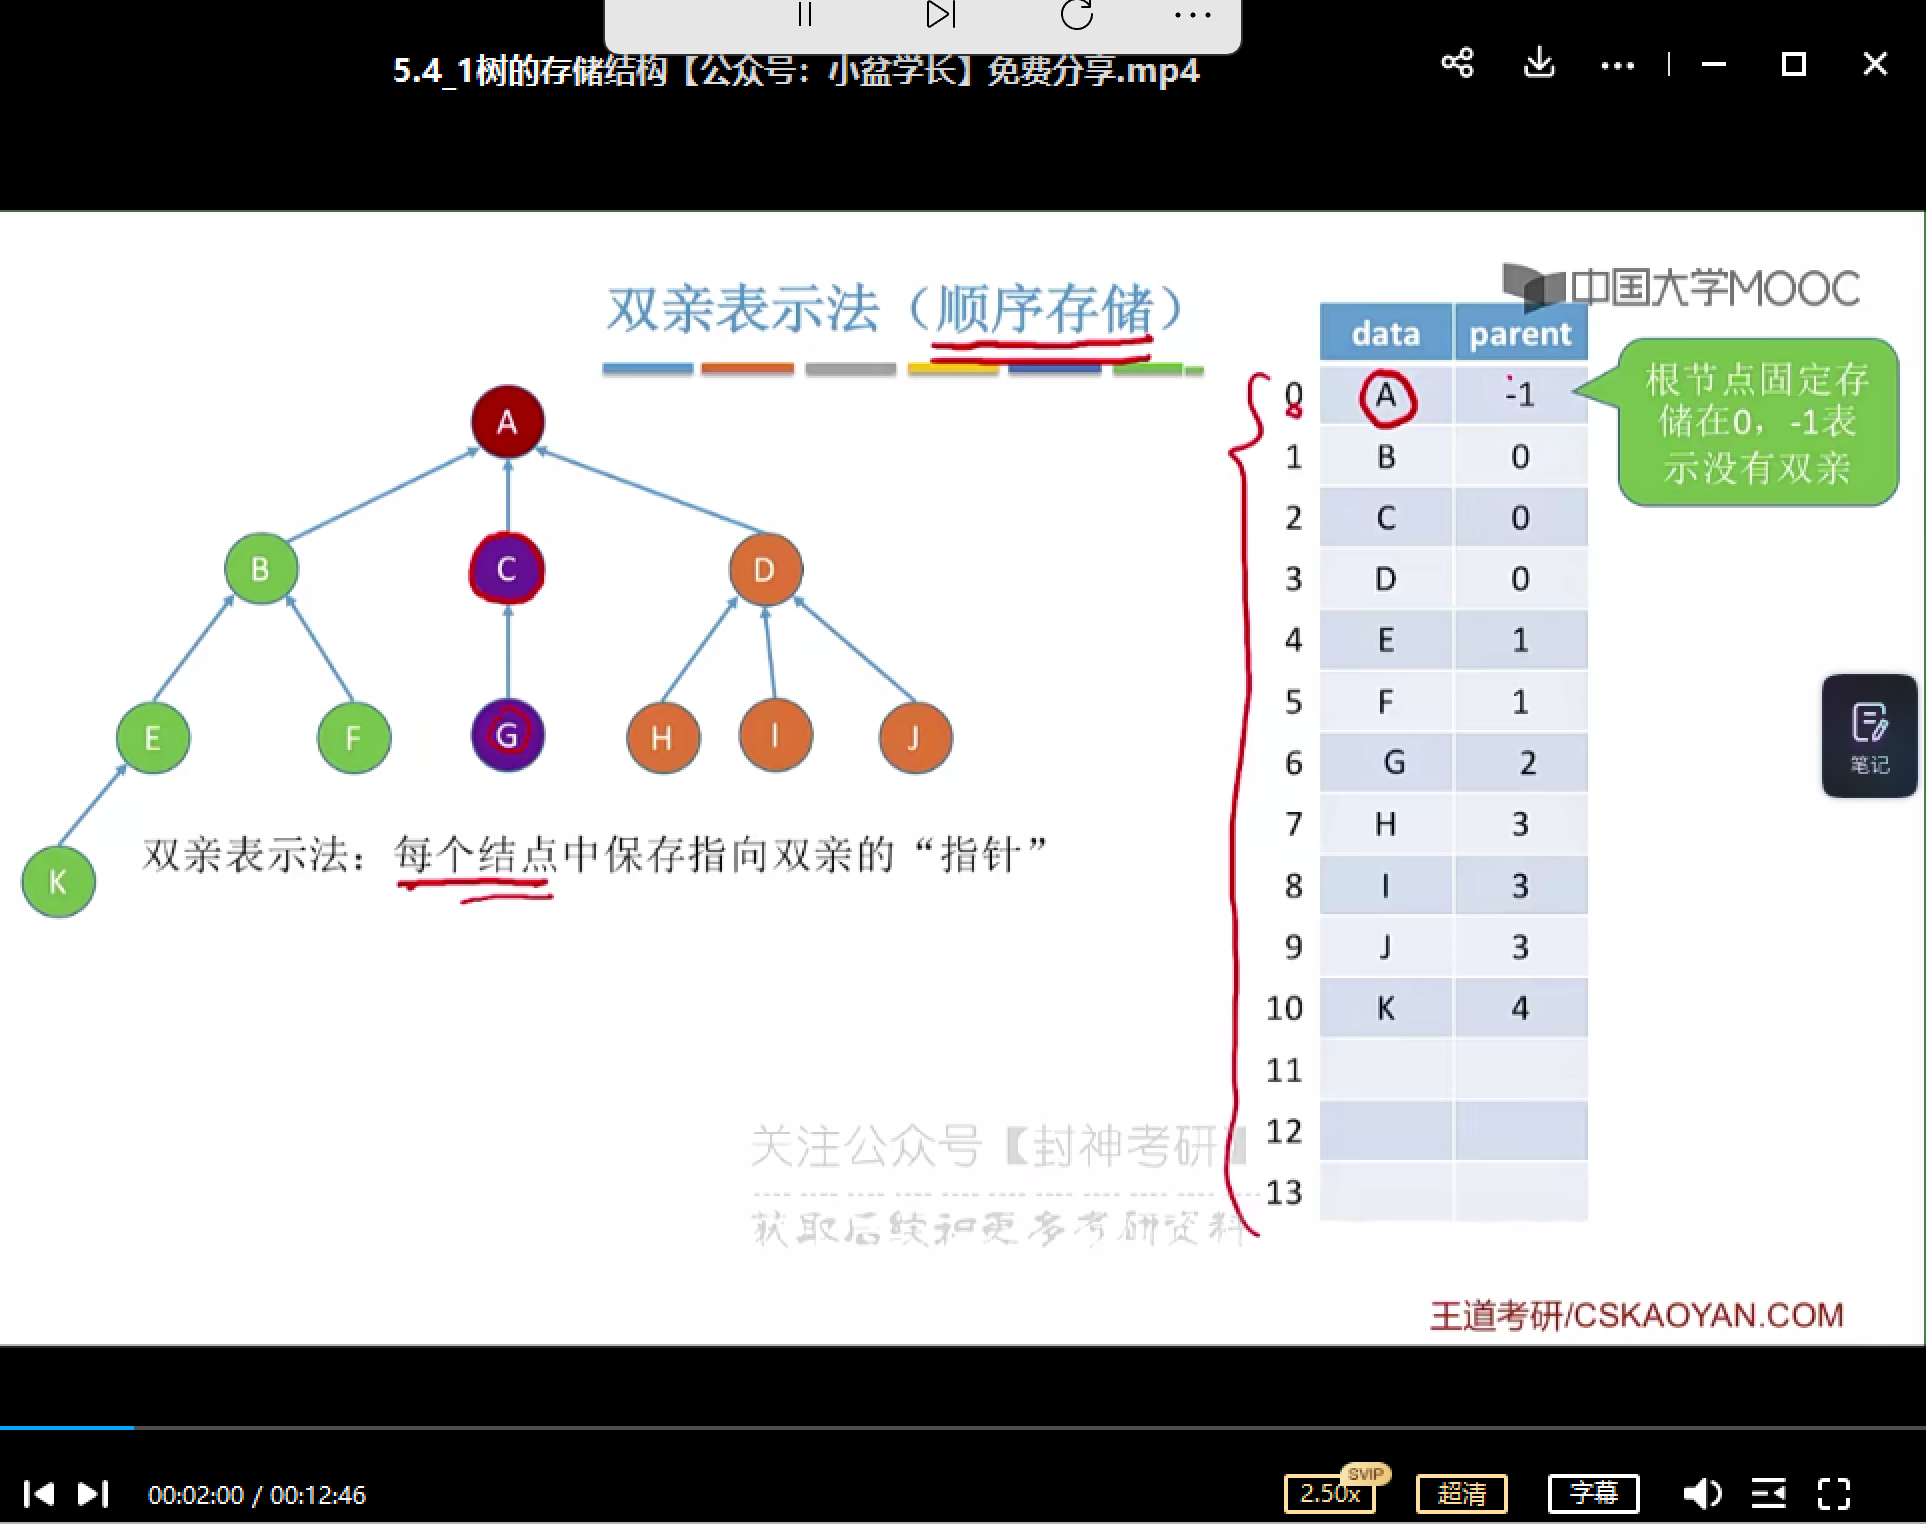 5.4_1树的存储结构【公众号：小盆学长】免费分享.mp4
中国大学MOOC
双亲表示法（顺序存储）
data parent
0 A -1
根节点固定存
储在0，-1表
示没有双亲
1 B 0
2 C 0
3 D 0
4 E 1
5 F 1
6 G 2
7 H 3
8 I 3
9 J 3
10 K 4
11
12
13
A
B C D
E F G H I J
K
双亲表示法：每个结点中保存指向双亲的“指针”
笔记
关注公众号【封神考研】
获取后续和更多考研资料
王道考研/CSKAOYAN.COM
00:02:00 / 00:12:46
SVIP
2.50x 超清 字幕